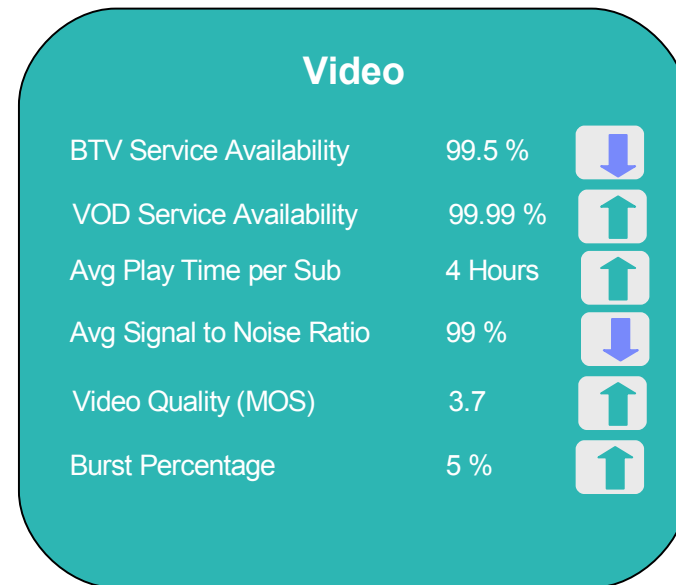 Video
BTV Service Availability 99.5 %
VOD Service Availability 99.99 %
Avg Play Time per Sub 4 Hours
Avg Signal to Noise Ratio 99 %
Video Quality (MOS) 3.7
Burst Percentage 5 %